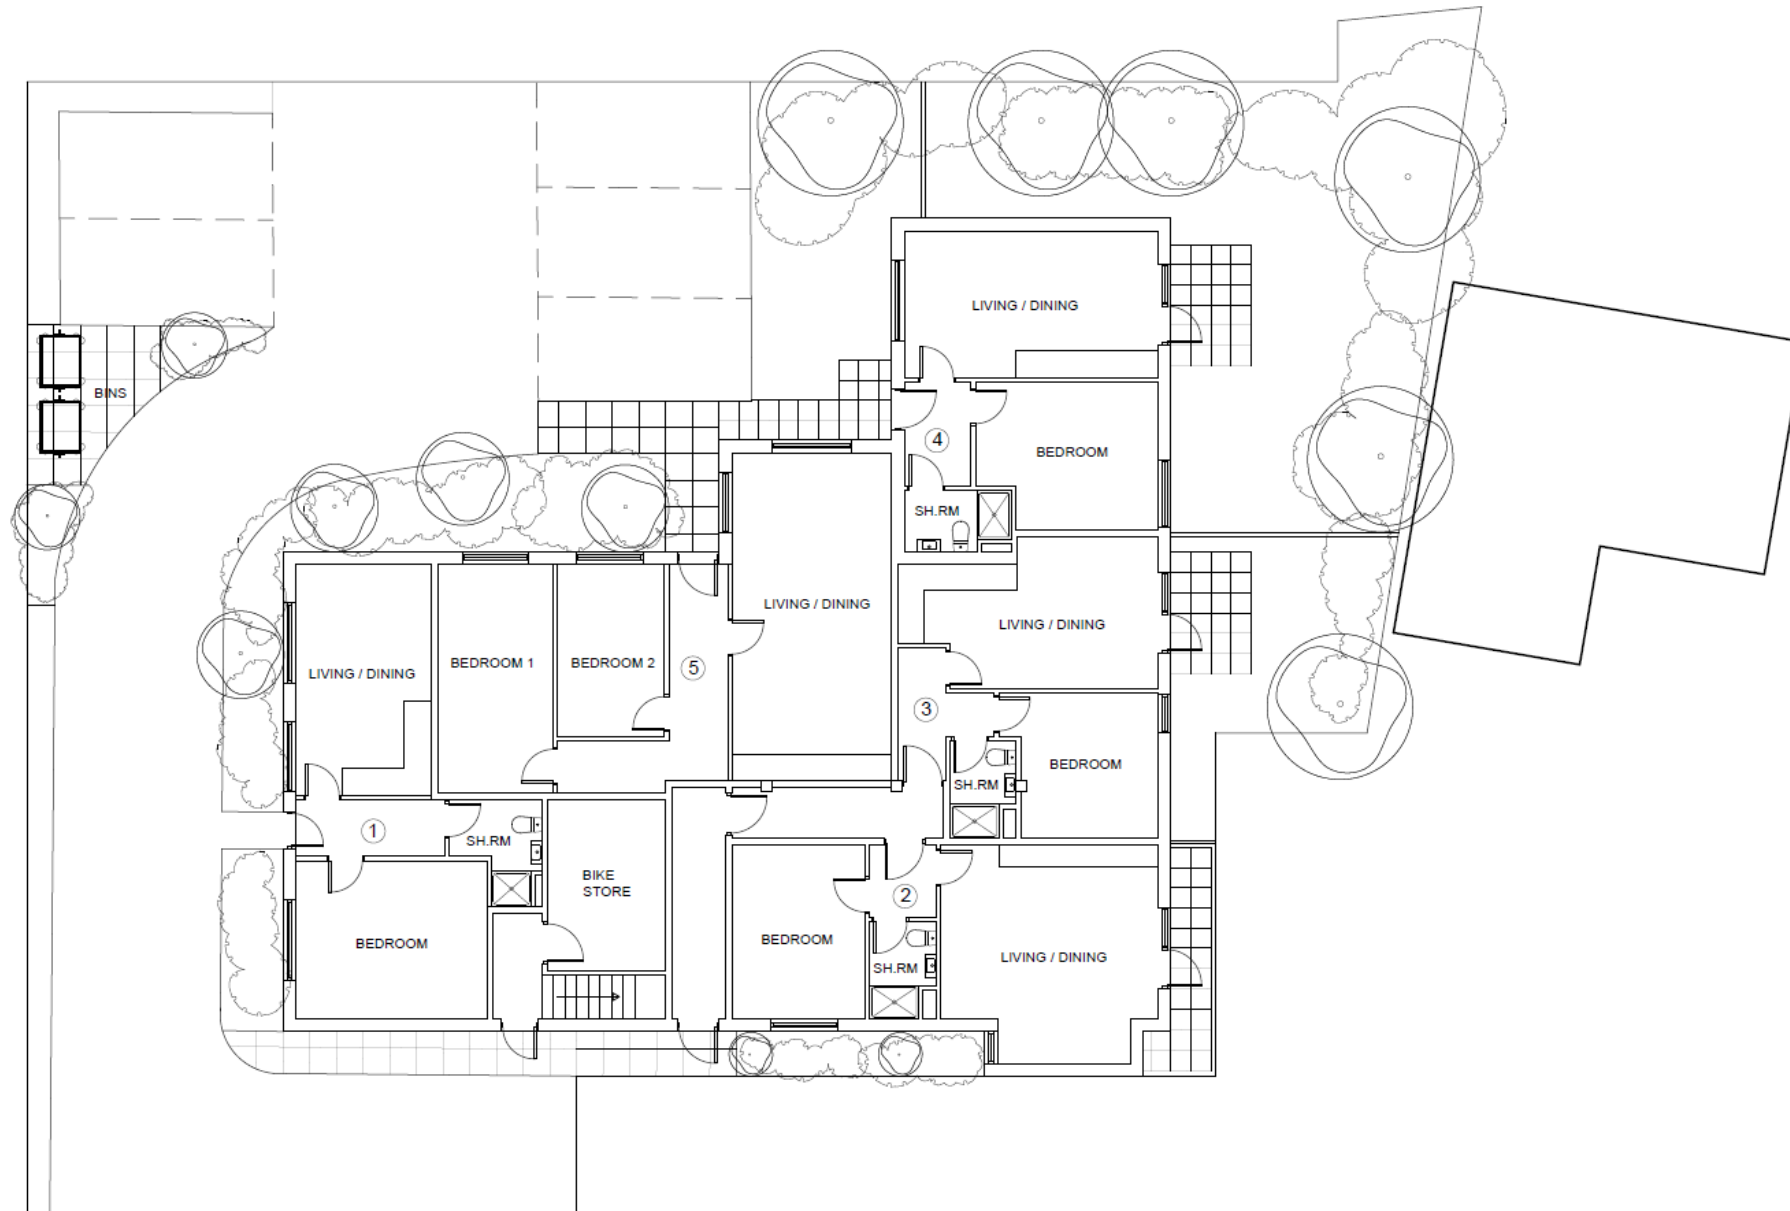 LIVING / DINING
BINS
4
BEDROOM
SH.RM
LIVING / DINING
LIVING / DINING
BEDROOM 1
BEDROOM 2
5
LIVING / DINING
3
BEDROOM
SH.RM
1
SH.RM
BIKE
STORE
2
BEDROOM
BEDROOM
SH.RM
LIVING / DINING